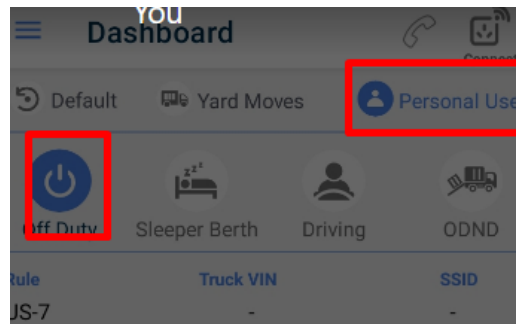 You
Dashboard
Connect
Default Yard Moves Personal Use
zzz
Off Duty Sleeper Berth Driving ODND
Rule Truck VIN SSID
US-7 - -